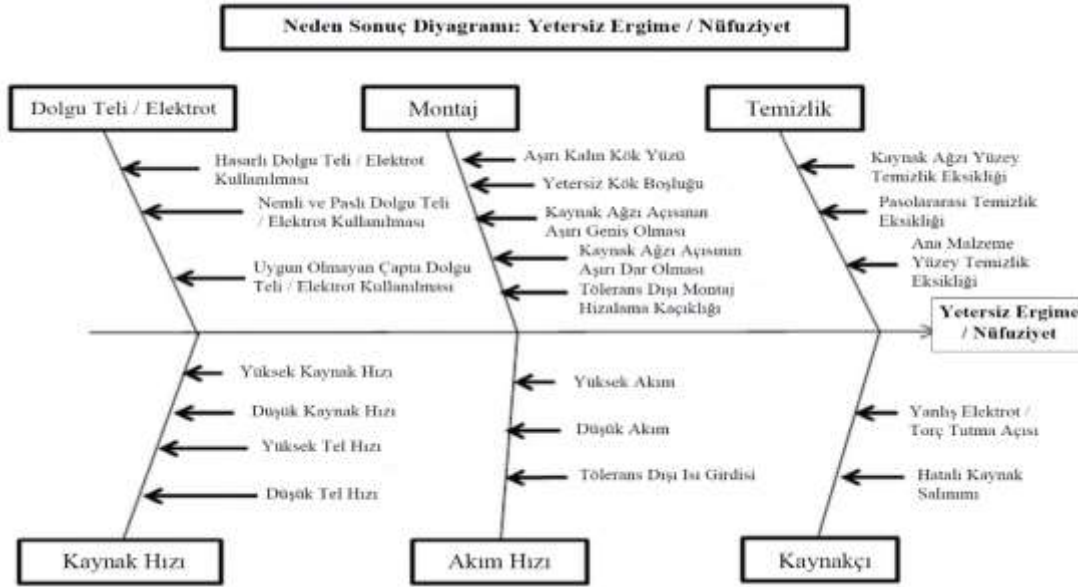 Neden Sonuç Diyagramı: Yetersiz Ergime / Nüfuziyet
Dolgu Teli / Elektrot
Montaj
Temizlik
Hasarlı Dolgu Teli / Elektrot
Kullanılması
Nemli ve Paslı Dolgu Teli
/ Elektrot Kullanılması
Uygun Olmayan Çapta Dolgu
Teli / Elektrot Kullanılması
Aşırı Kalın Kök Yüzü
Yetersiz Kök Boşluğu
Kaynak Ağzı Açısının
Aşırı Geniş Olması
Kaynak Ağzı Açısının
Aşırı Dar Olması
Tölerans Dışı Montaj
Hizalama Kaçıklığı
Kaynak Ağzı Yüzey
Temizlik Eksikliği
Pasolararası Temizlik
Eksikliği
Ana Malzeme
Yüzey Temizlik
Eksikliği
Yetersiz Ergime
/ Nüfuziyet
Yüksek Kaynak Hızı
Düşük Kaynak Hızı
Yüksek Tel Hızı
Düşük Tel Hızı
Yüksek Akım
Düşük Akım
Tölerans Dışı Isı Girdisi
Yanlış Elektrot /
Torç Tutma Açısı
Hatalı Kaynak
Salınımı
Kaynak Hızı
Akım Hızı
Kaynakçı